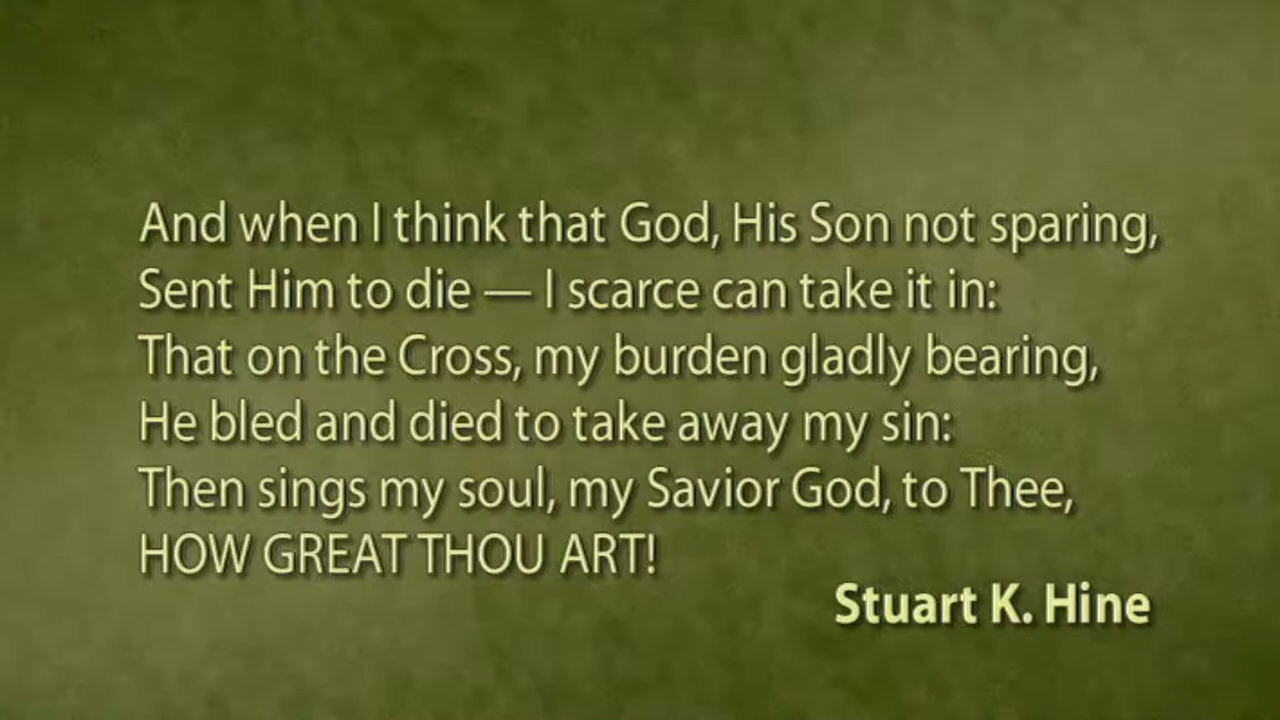 And when I think that God, His Son not sparing,
Sent Him to die — I scarce can take it in:
That on the Cross, my burden gladly bearing,
He bled and died to take away my sin:
Then sings my soul, my Savior God, to Thee,
HOW GREAT THOU ART!
Stuart K. Hine